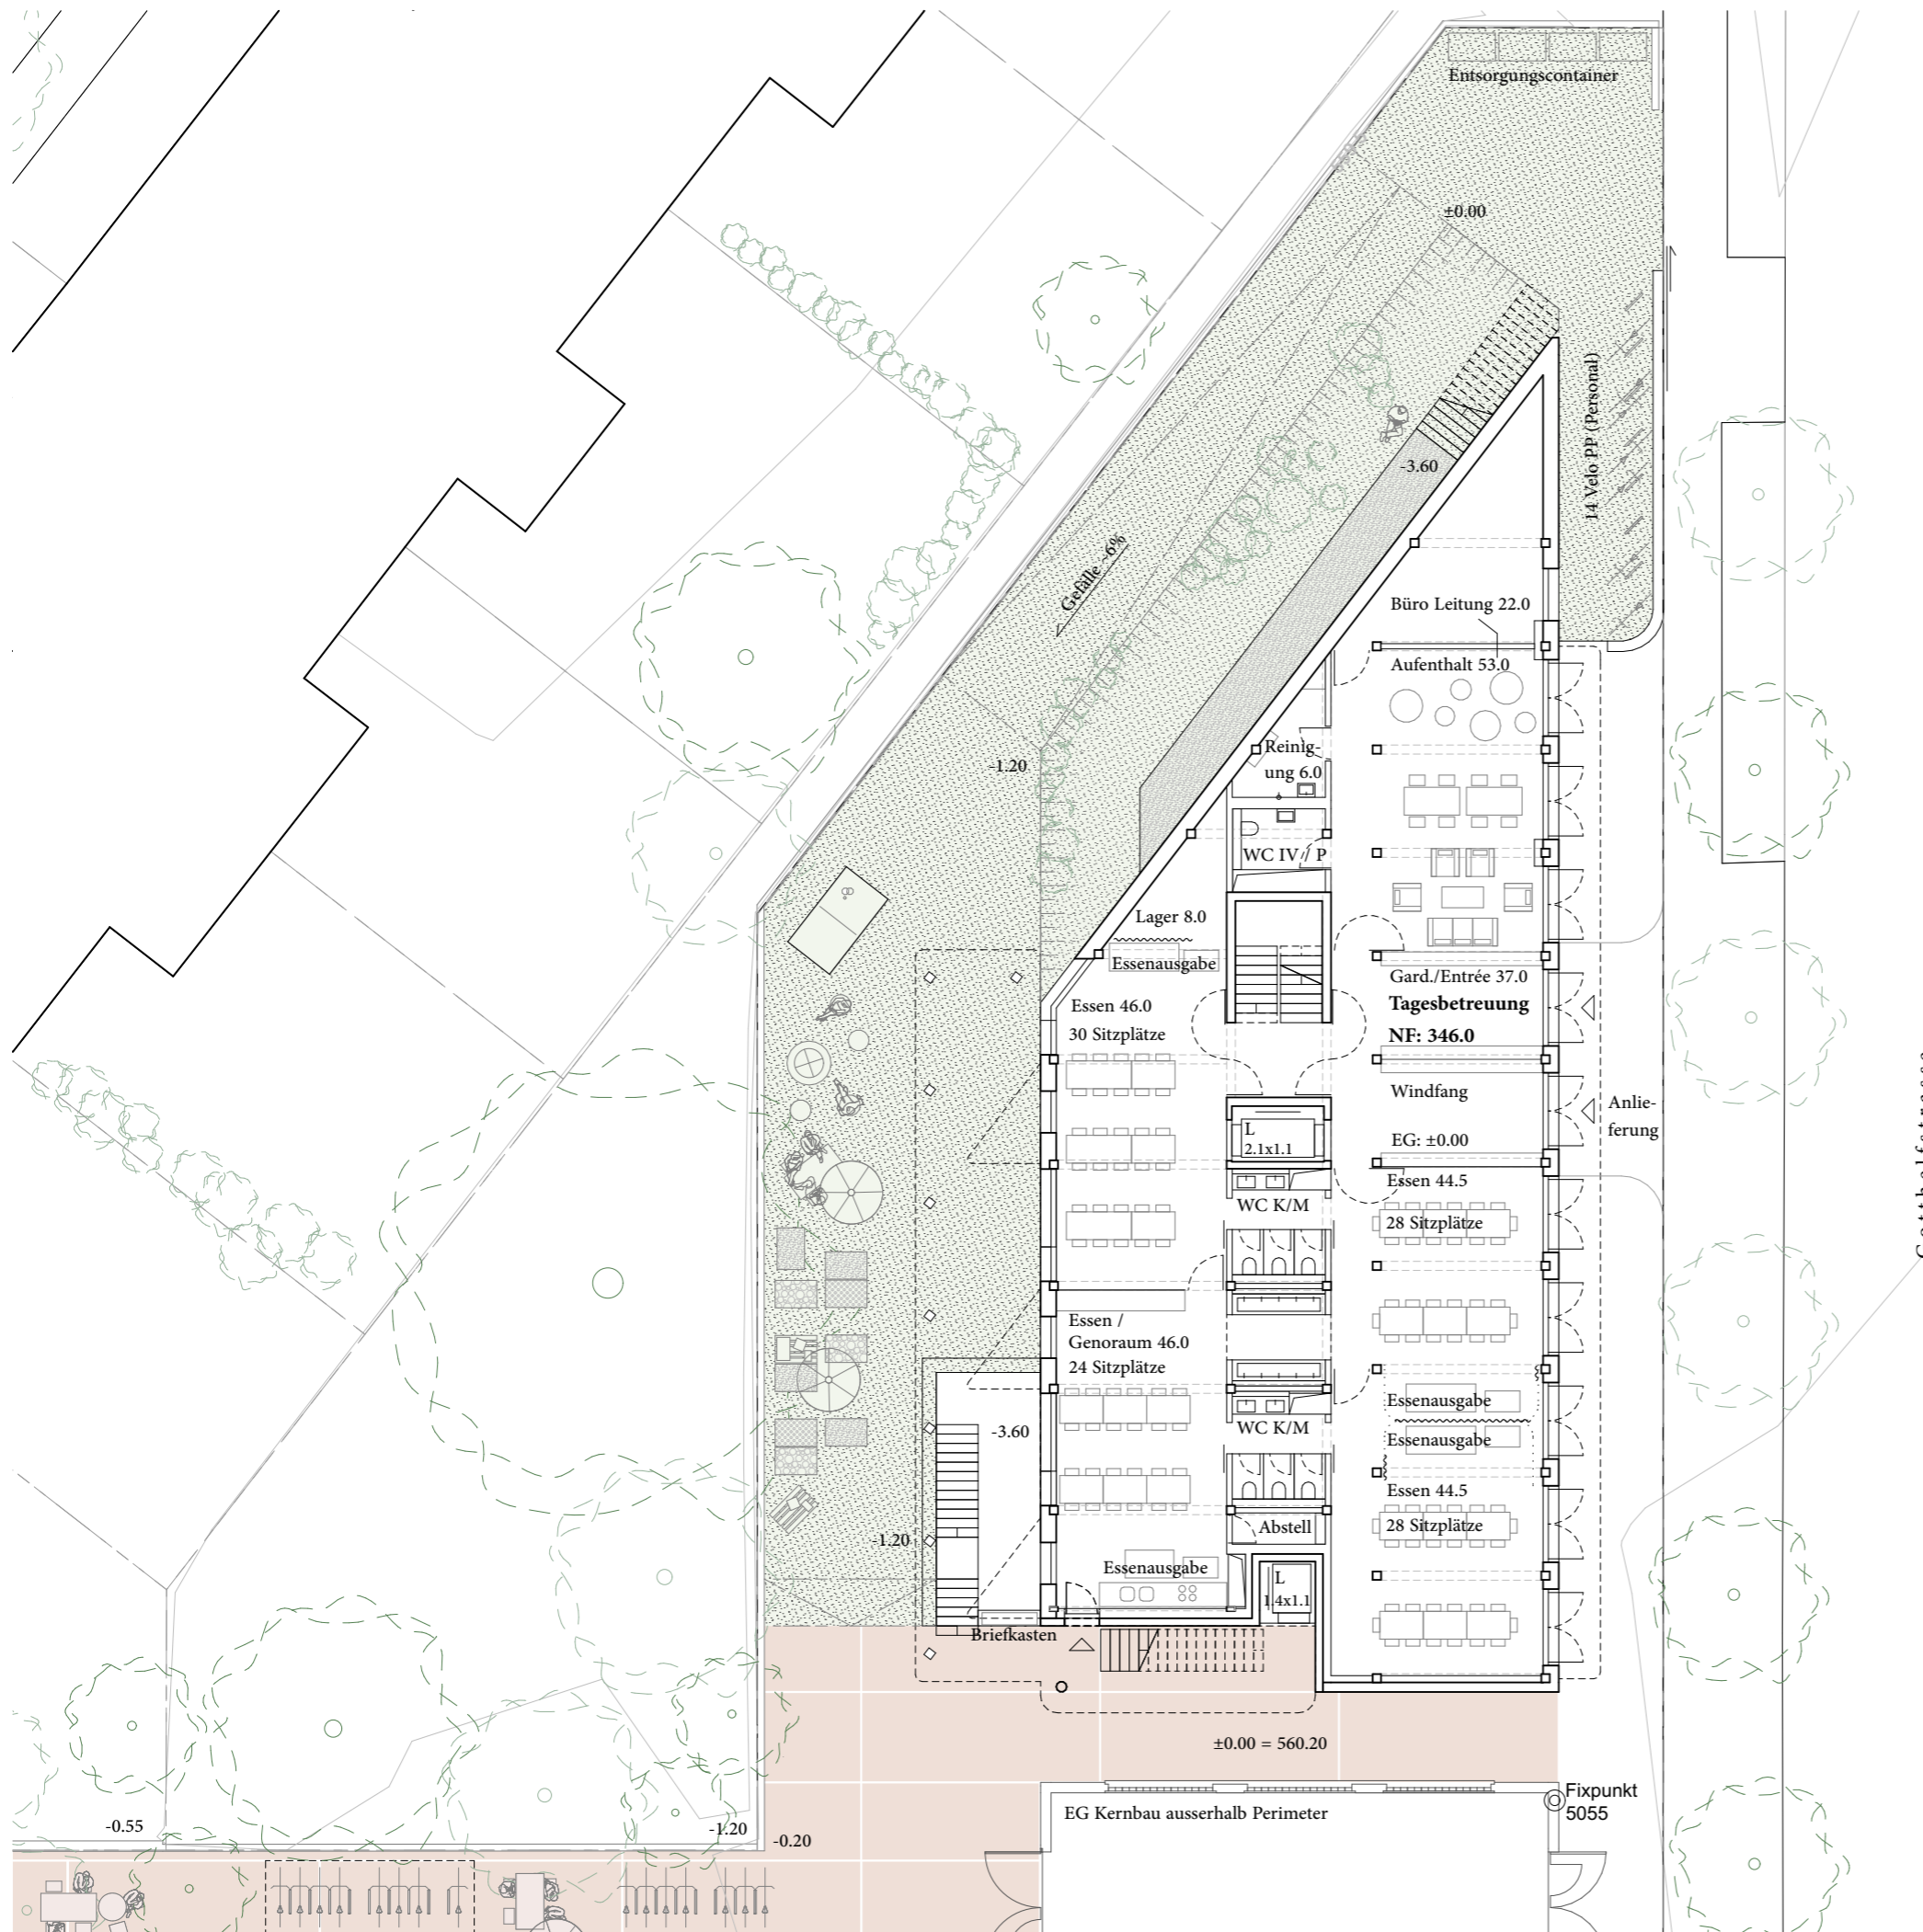 Entsorgungscontainer
±0.00
14 Velo PP (Personal)
-3.60
Gefälle ~6%
Büro Leitung 22.0
Aufenthalt 53.0
Reinig-
ung 6.0
-1.20
WC IV / P
Lager 8.0
Essenausgabe
Gard./Entrée 37.0
Tagesbetreuung
NF: 346.0
Essen 46.0
30 Sitzplätze
Windfang
Anlie-
ferung
EG: ±0.00
L
2.1x1.1
WC K/M
Essen 44.5
28 Sitzplätze
Essen /
Genoraum 46.0
24 Sitzplätze
Essenausgabe
Essenausgabe
WC K/M
-3.60
Essen 44.5
28 Sitzplätze
Abstell
-1.20
Essenausgabe
L
1.4x1.1
Briefkasten
±0.00 = 560.20
Fixpunkt
5055
EG Kernbau ausserhalb Perimeter
-0.55
-1.20
-0.20